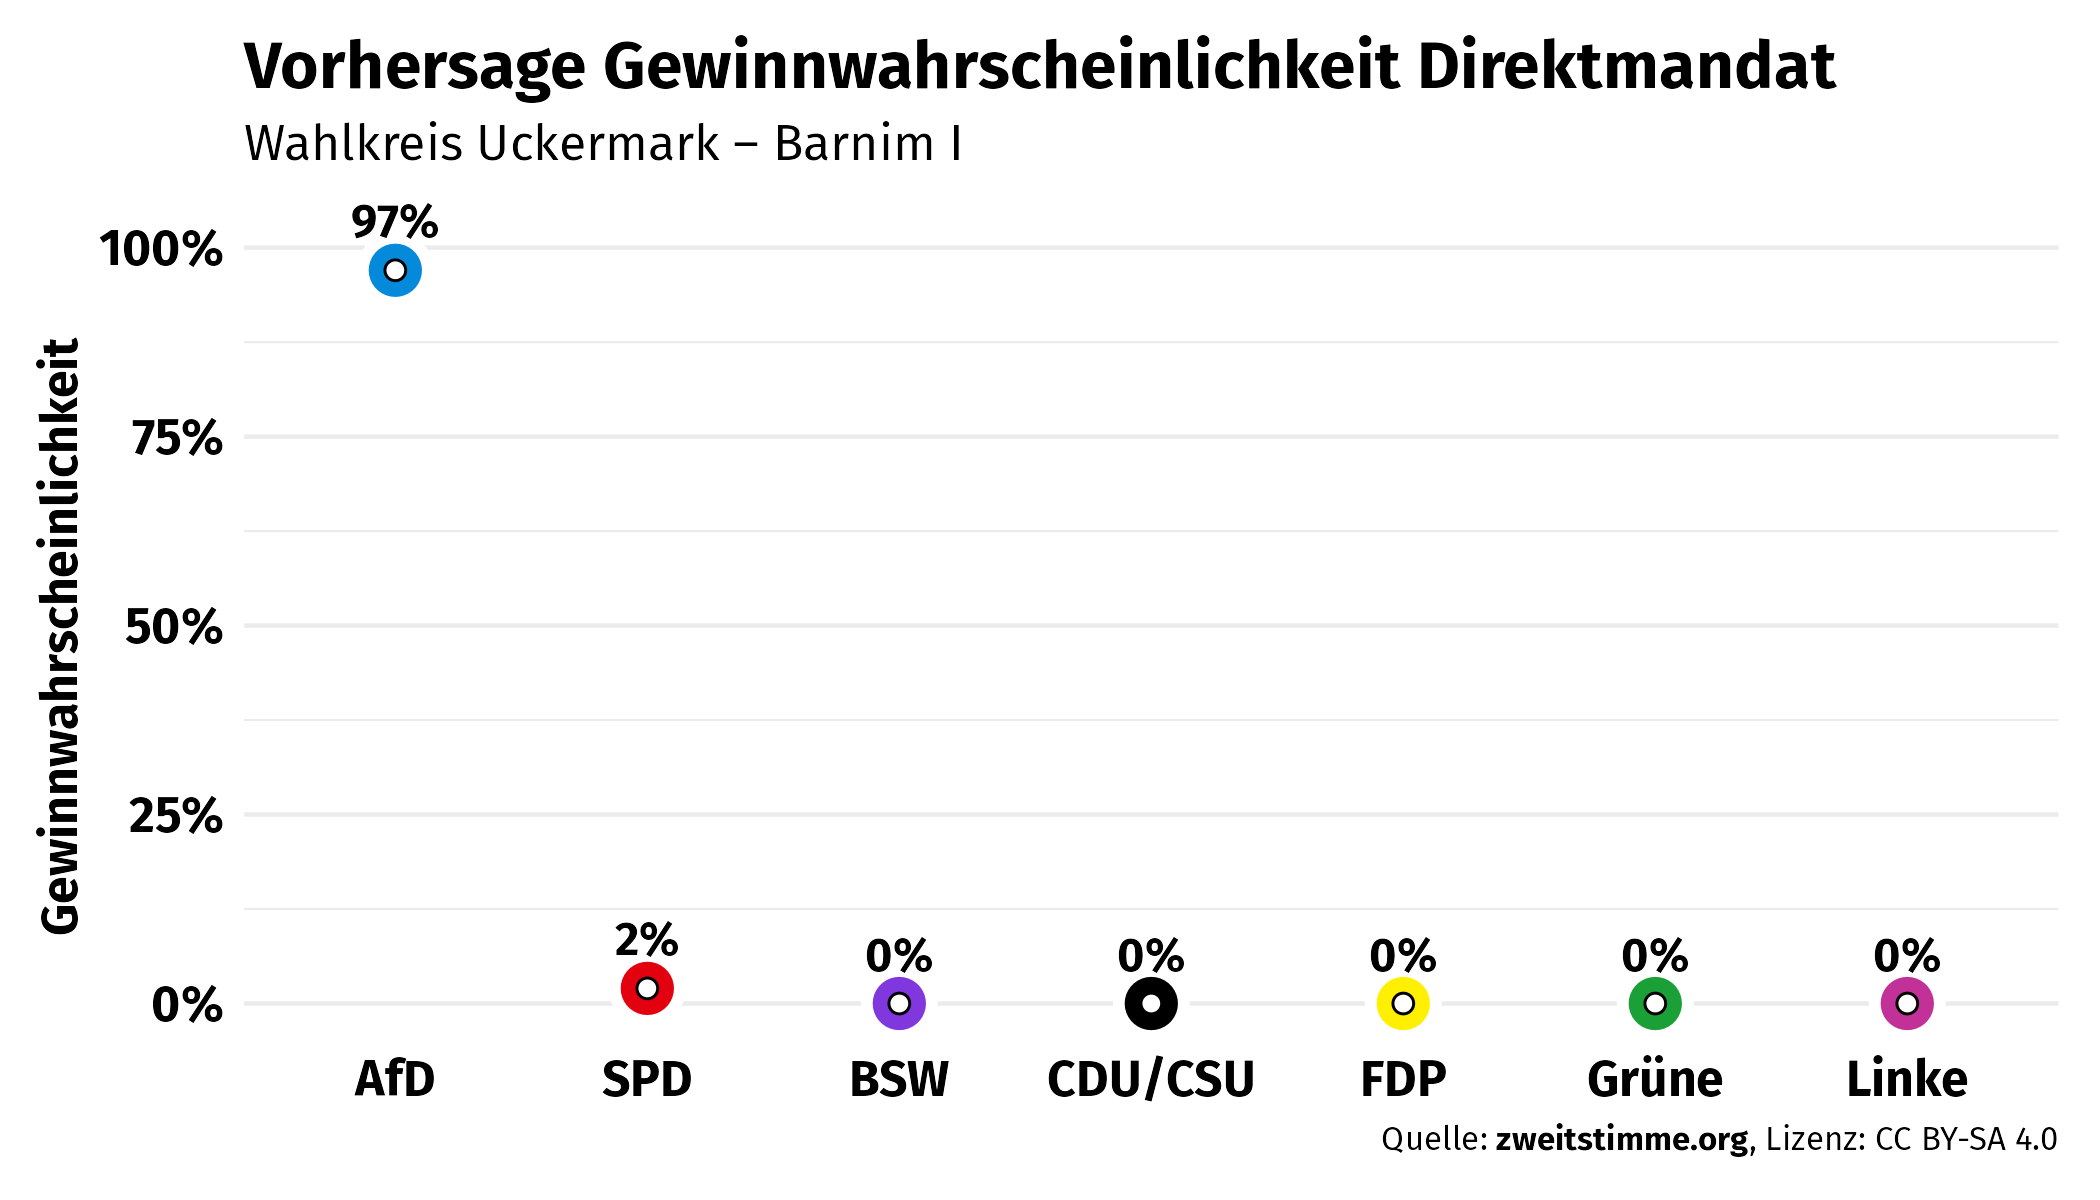 Vorhersage Gewinnwahrscheinlichkeit Direktmandat
Wahlkreis Uckermark – Barnim I
Gewinnwahrscheinlichkeit
100%
75%
50%
25%
0%
97%
2%
0%
0%
0%
0%
0%
AfD
SPD
BSW
CDU/CSU
FDP
Grüne
Linke
Quelle: zweitstimme.org, Lizenz: CC BY-SA 4.0